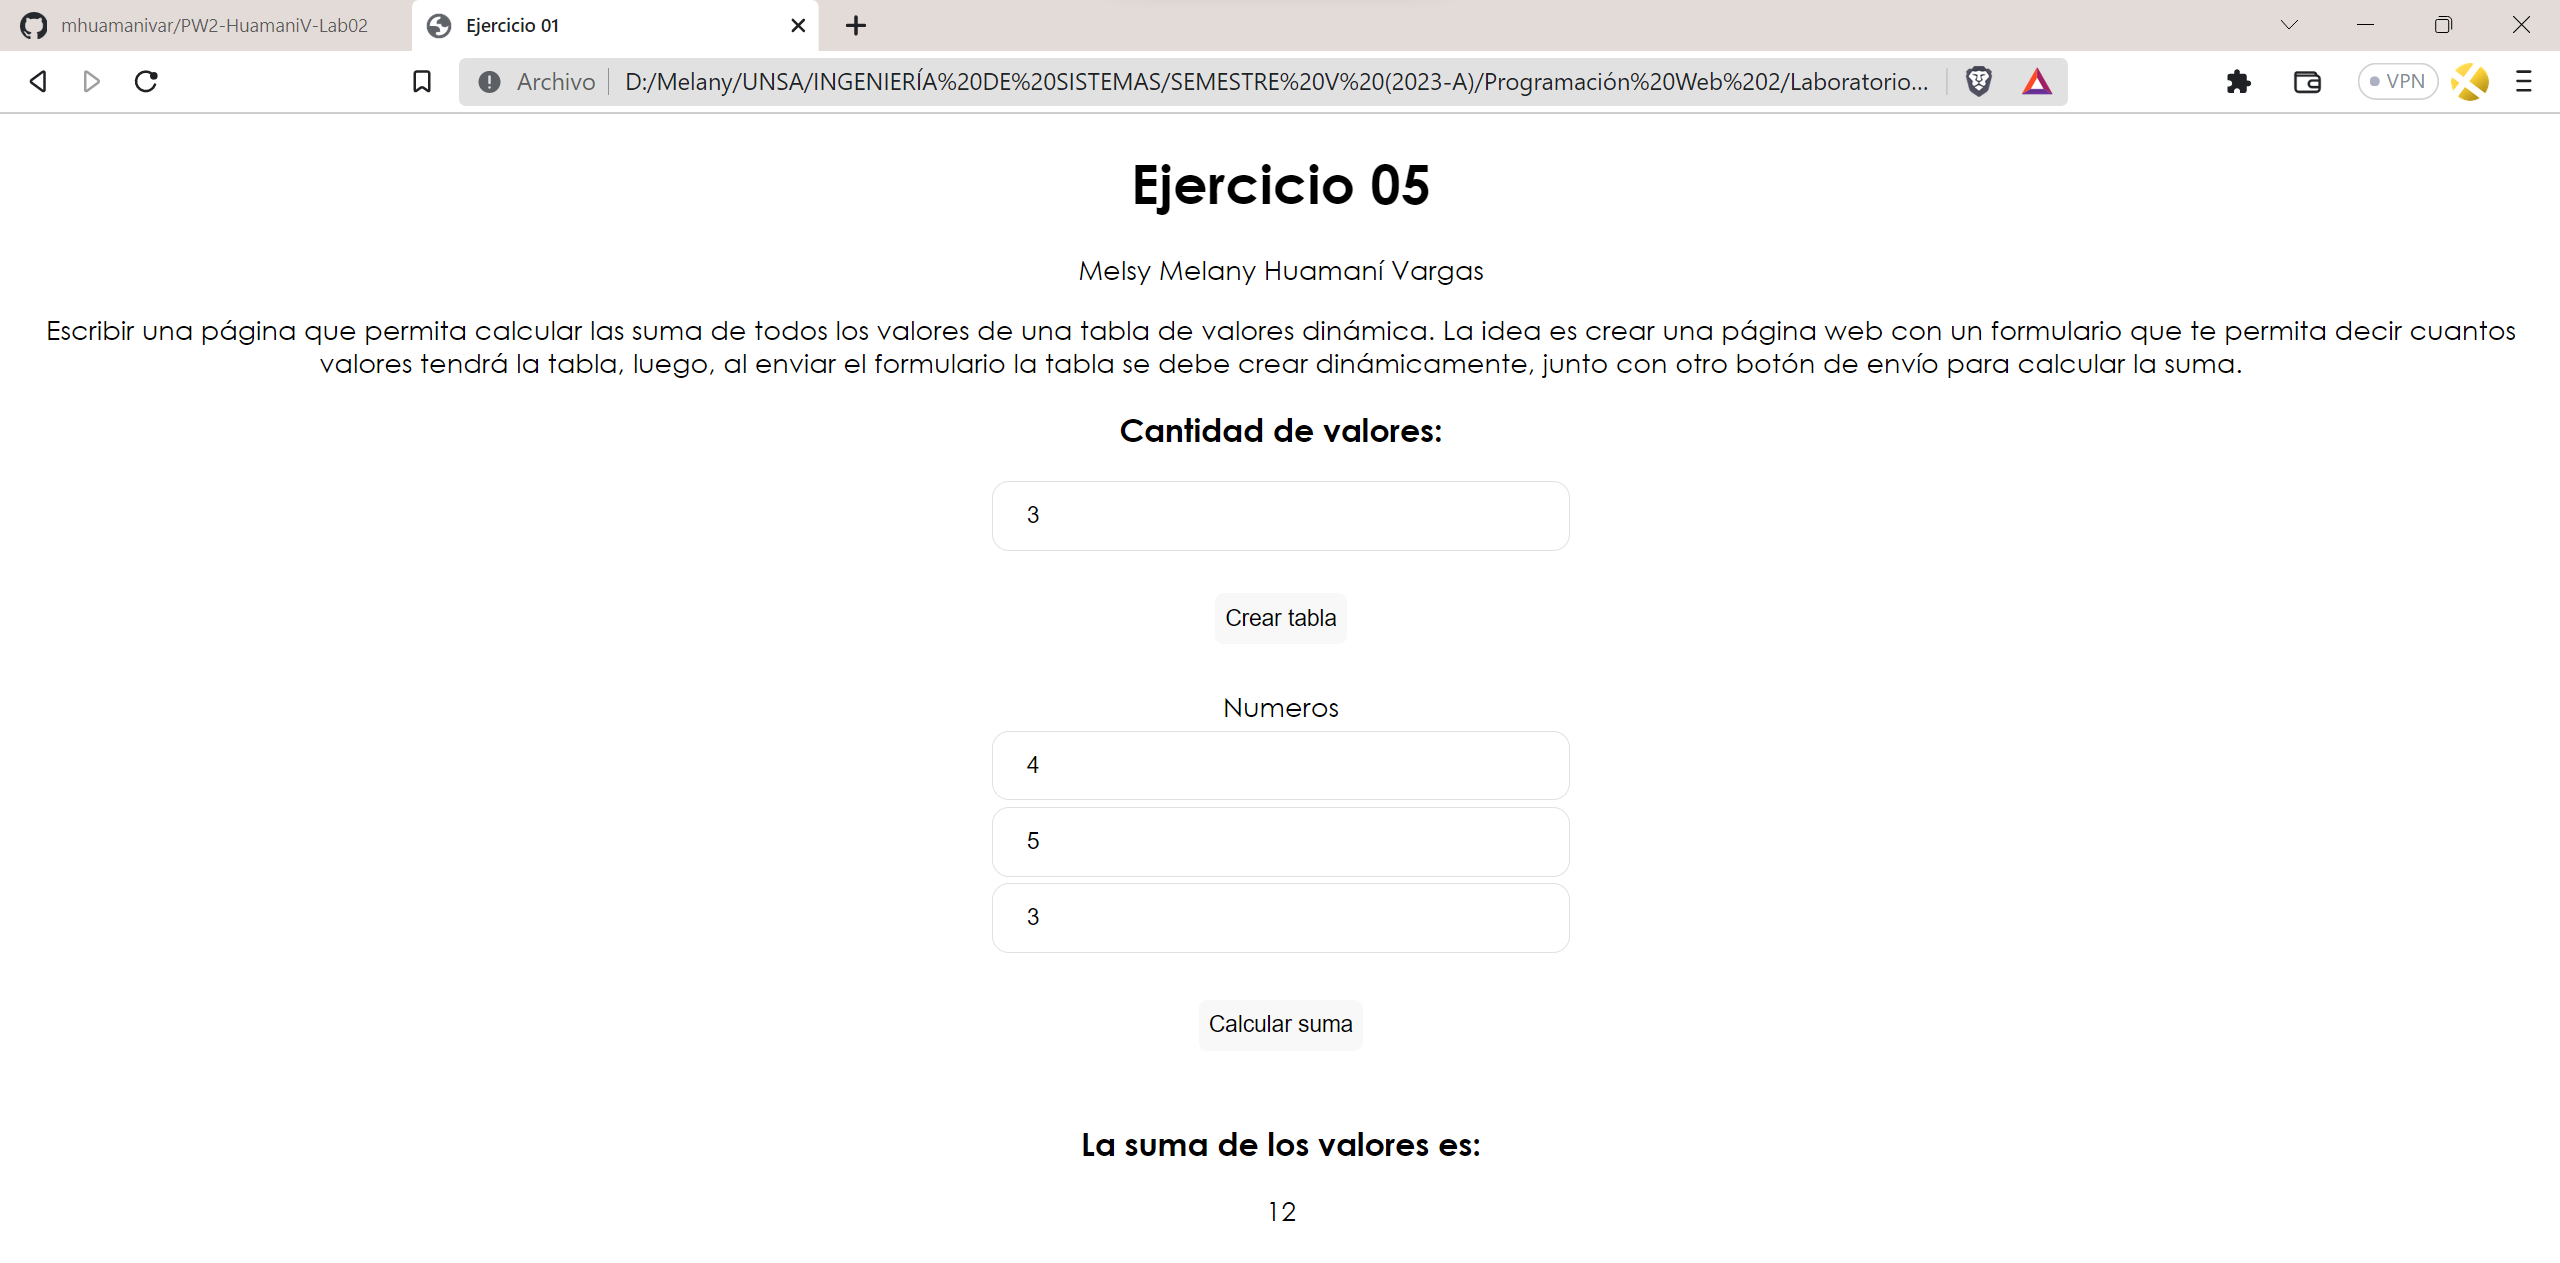 mhuamanivar/PW2-HuamaniV-Lab02
Ejercicio 01
Archivo
D:/Melany/UNSA/INGENIERÍA%20DE%20SISTEMAS/SEMESTRE%20V%20(2023-A)/Programación%20Web%202/Laboratorio...
VPN
Ejercicio 05
Melsy Melany Huamaní Vargas
Escribir una página que permita calcular las suma de todos los valores de una tabla de valores dinámica. La idea es crear una página web con un formulario que te permita decir cuantos
valores tendrá la tabla, luego, al enviar el formulario la tabla se debe crear dinámicamente, junto con otro botón de envío para calcular la suma.
Cantidad de valores:
3
Crear tabla
Numeros
4
5
3
Calcular suma
La suma de los valores es:
12